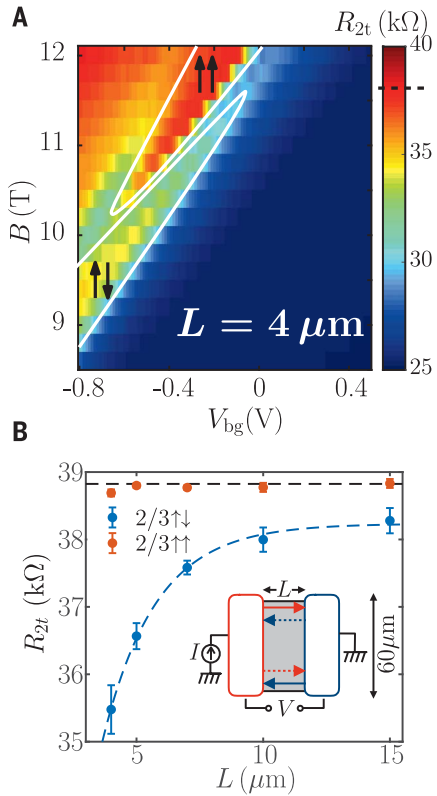 A
R2t (kΩ)
40
35
30
25
12
11
10
9
B (T)
↑↑
↑↓
L = 4 μm
-0.8
-0.4
0
0.4
Vbg(V)
B
39
38
37
36
35
R2t (kΩ)
2/3↑↓
2/3↑↑
L
I
V
60μm
5
10
15
L (μm)